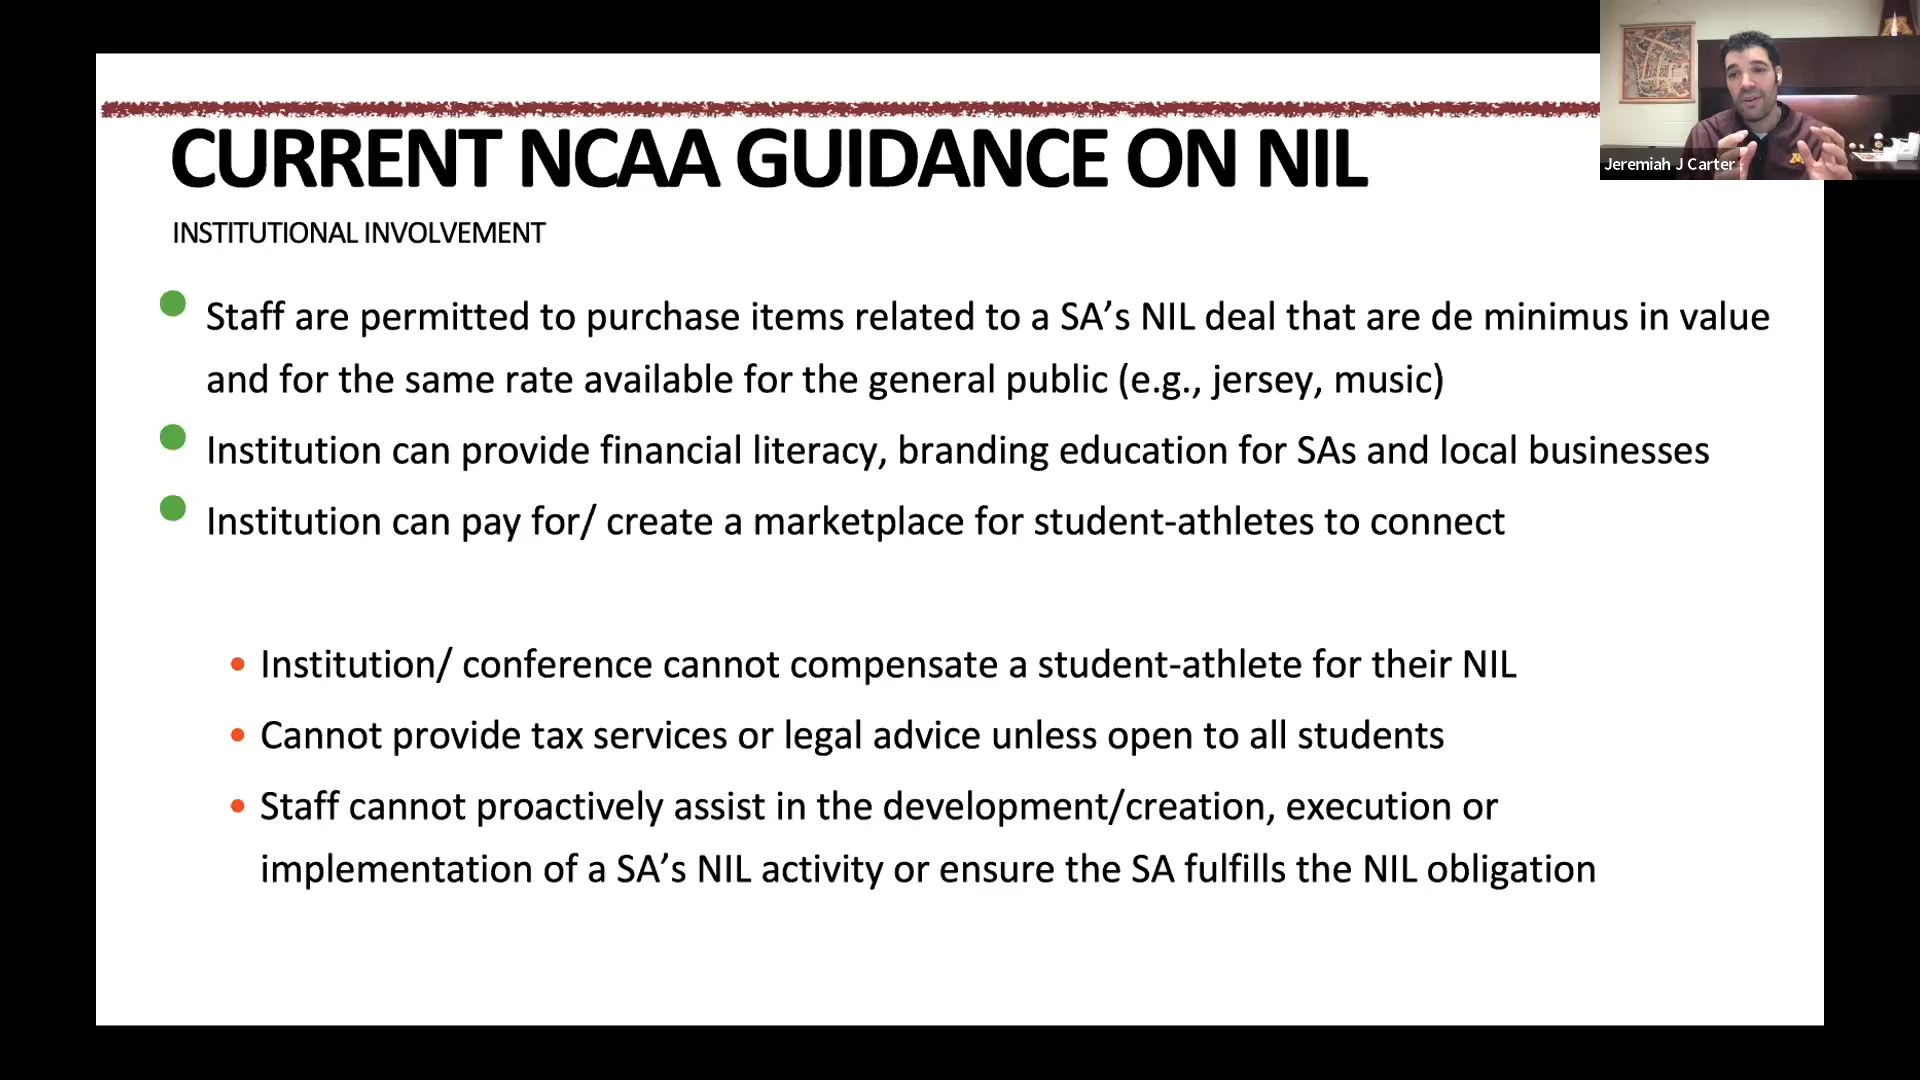 CURRENT NCAA GUIDANCE ON NIL
Jeremiah J Carter
INSTITUTIONAL INVOLVEMENT
Staff are permitted to purchase items related to a SA’s NIL deal that are de minimus in value
and for the same rate available for the general public (e.g., jersey, music)
Institution can provide financial literacy, branding education for SAs and local businesses
Institution can pay for/ create a marketplace for student-athletes to connect
Institution/ conference cannot compensate a student-athlete for their NIL
Cannot provide tax services or legal advice unless open to all students
Staff cannot proactively assist in the development/creation, execution or
implementation of a SA’s NIL activity or ensure the SA fulfills the NIL obligation